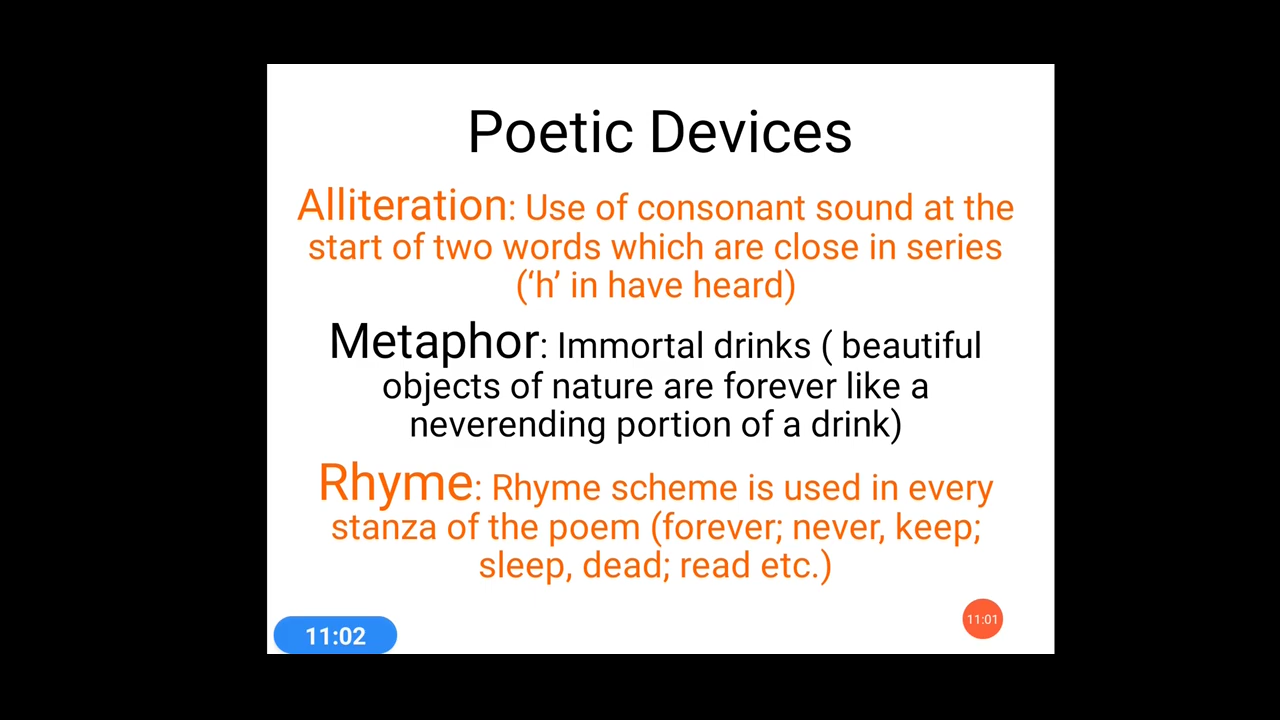 Poetic Devices
Alliteration: Use of consonant sound at the
start of two words which are close in series
(‘h’ in have heard)
Metaphor: Immortal drinks ( beautiful
objects of nature are forever like a
neverending portion of a drink)
Rhyme: Rhyme scheme is used in every
stanza of the poem (forever; never, keep;
sleep, dead; read etc.)
11:01
11:02